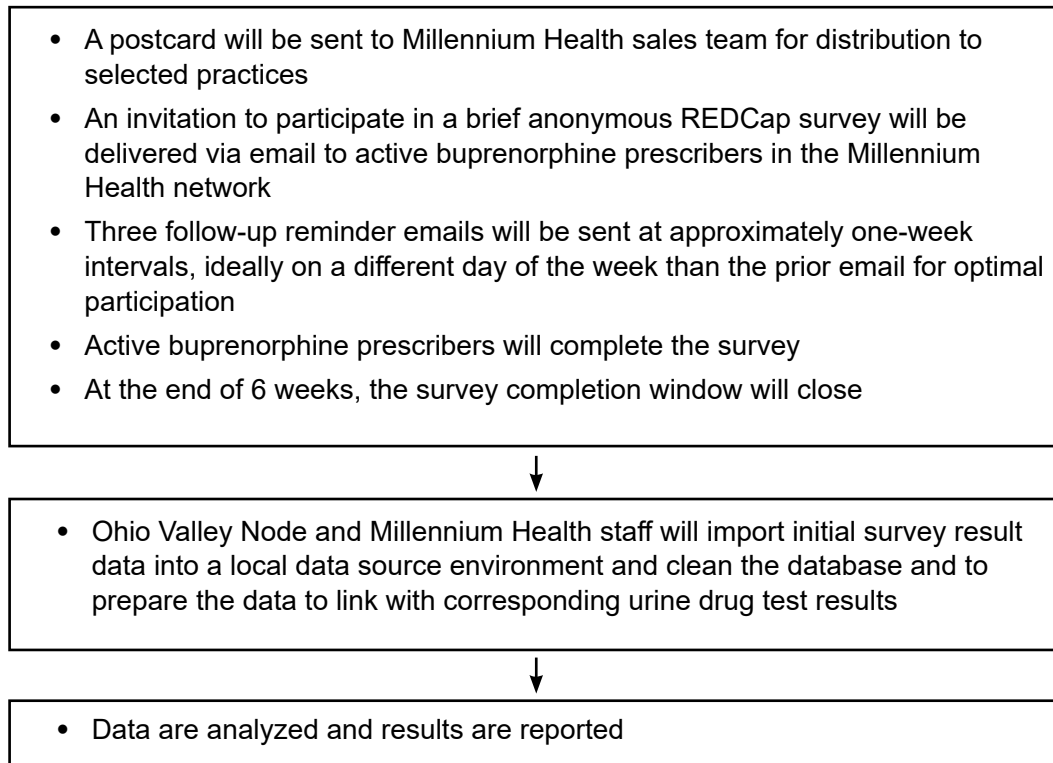 • A postcard will be sent to Millennium Health sales team for distribution to
selected practices
• An invitation to participate in a brief anonymous REDCap survey will be
delivered via email to active buprenorphine prescribers in the Millennium
Health network
• Three follow-up reminder emails will be sent at approximately one-week
intervals, ideally on a different day of the week than the prior email for optimal
participation
• Active buprenorphine prescribers will complete the survey
• At the end of 6 weeks, the survey completion window will close
• Ohio Valley Node and Millennium Health staff will import initial survey result
data into a local data source environment and clean the database and to
prepare the data to link with corresponding urine drug test results
• Data are analyzed and results are reported